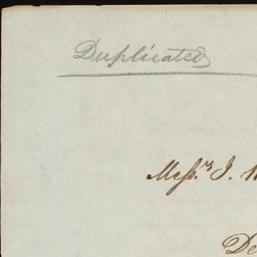 Duplicated
Messrs J.
De